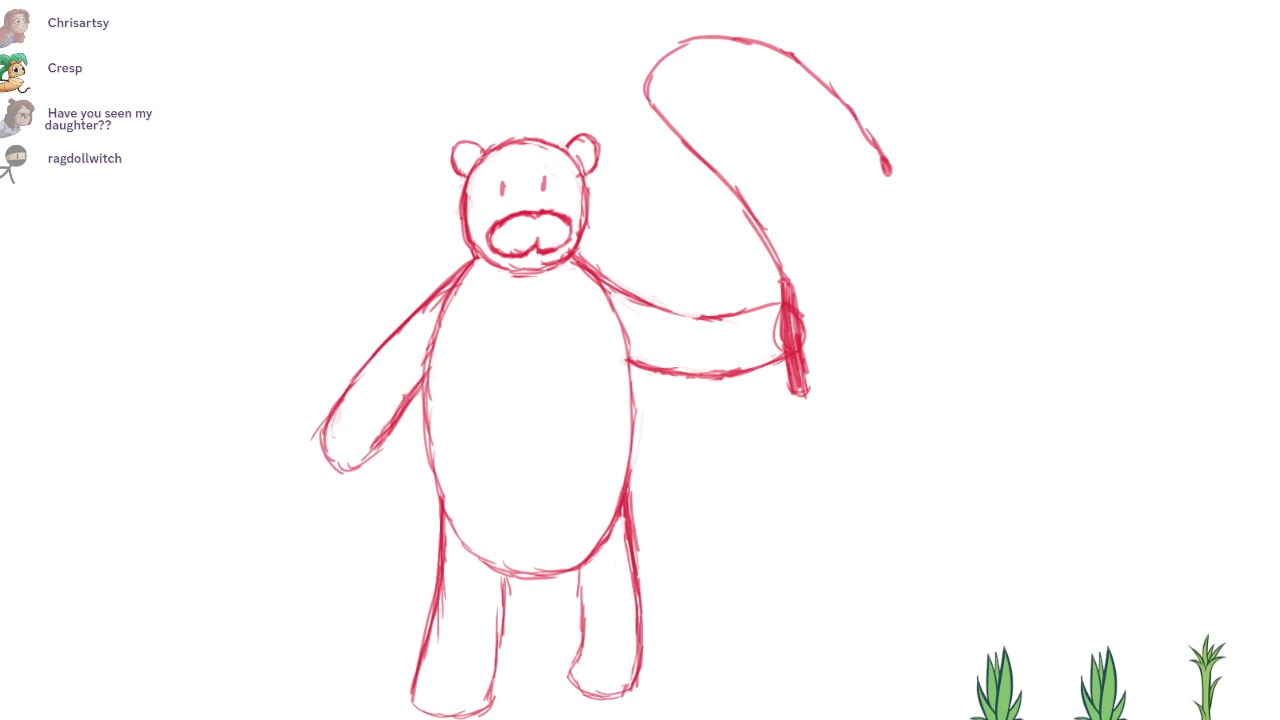 Chrisartsy
Cresp
Have you seen my
daughter??
ragdollwitch